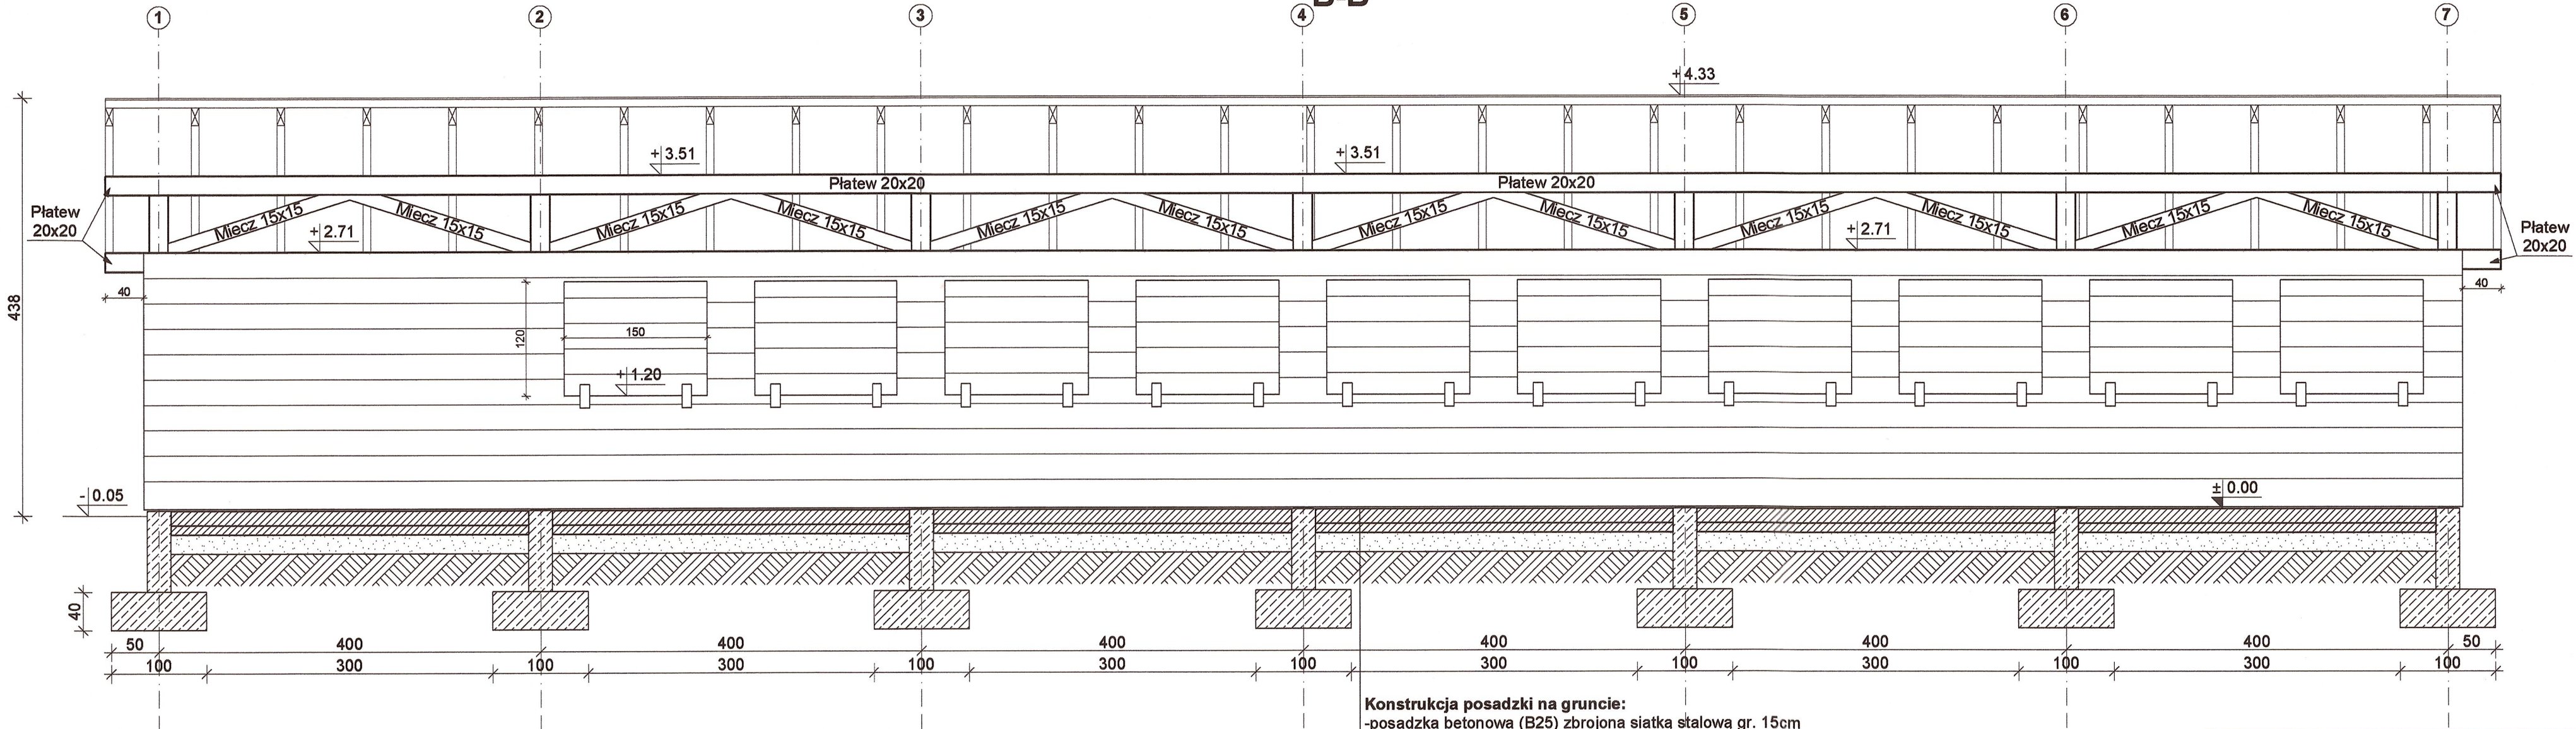 B-B
1 2 3 4 5 6 7
+4.33
+3.51 +3.51
Płatew 20x20 Płatew 20x20
Płatew
20x20
Miecz 15x15 Miecz 15x15 Miecz 15x15 Miecz 15x15 Miecz 15x15 Miecz 15x15 Miecz 15x15 Miecz 15x15 Miecz 15x15 Miecz 15x15 Miecz 15x15 Miecz 15x15
Płatew
20x20
+2.71 +2.71
40 40
438
120
150
+1.20
-0.05
±0.00
40
50 400 400 400 400 400 400 50
100 300 100 300 100 300 100 300 100 300 100 300 100
Konstrukcja posadzki na gruncie:
-posadzka betonowa (B25) zbrojona siatką stalową gr. 15cm